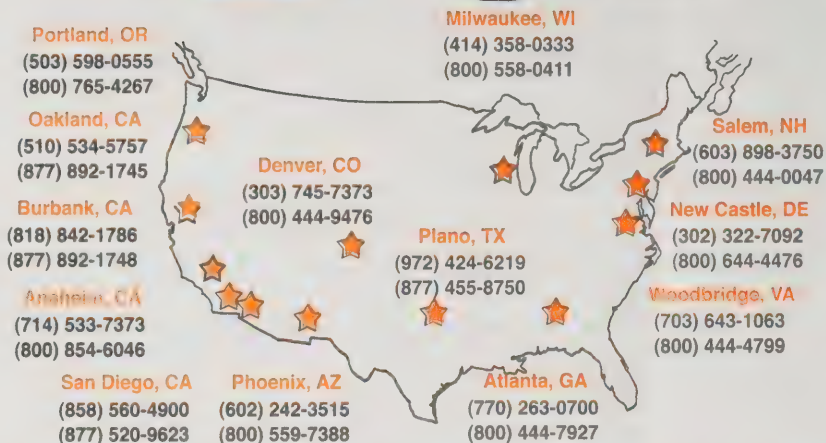 Milwaukee, WI
(414) 358-0333
(800) 558-0411
Portland, OR
(503) 598-0555
(800) 765-4267
Oakland, CA
(510) 534-5757
(877) 892-1745
Burbank, CA
(818) 842-1786
(877) 892-1748
Anaheim, CA
(714) 533-7373
(800) 854-6046
San Diego, CA
(858) 560-4900
(877) 520-9623
Phoenix, AZ
(602) 242-3515
(800) 559-7388
Denver, CO
(303) 745-7373
(800) 444-9476
Plano, TX
(972) 424-6219
(877) 455-8750
Atlanta, GA
(770) 263-0700
(800) 444-7927
Salem, NH
(603) 898-3750
(800) 444-0047
New Castle, DE
(302) 322-7092
(800) 644-4476
Woodbridge, VA
(703) 643-1063
(800) 444-4799